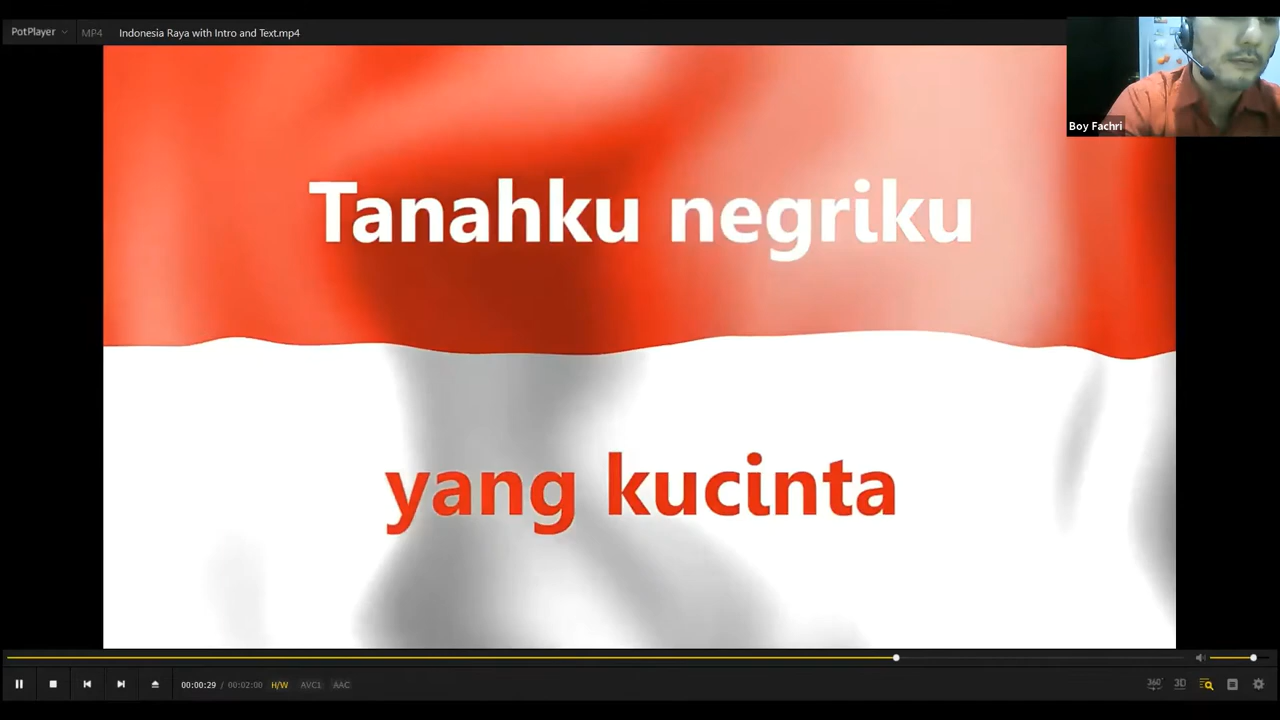 PotPlayer MP4 Indonesia Raya with Intro and Text.mp4
Boy Fachri
Tanahku negriku
yang kucinta
00:00:29 / 00:02:00 H/W AVC1 AAC
360° 3D